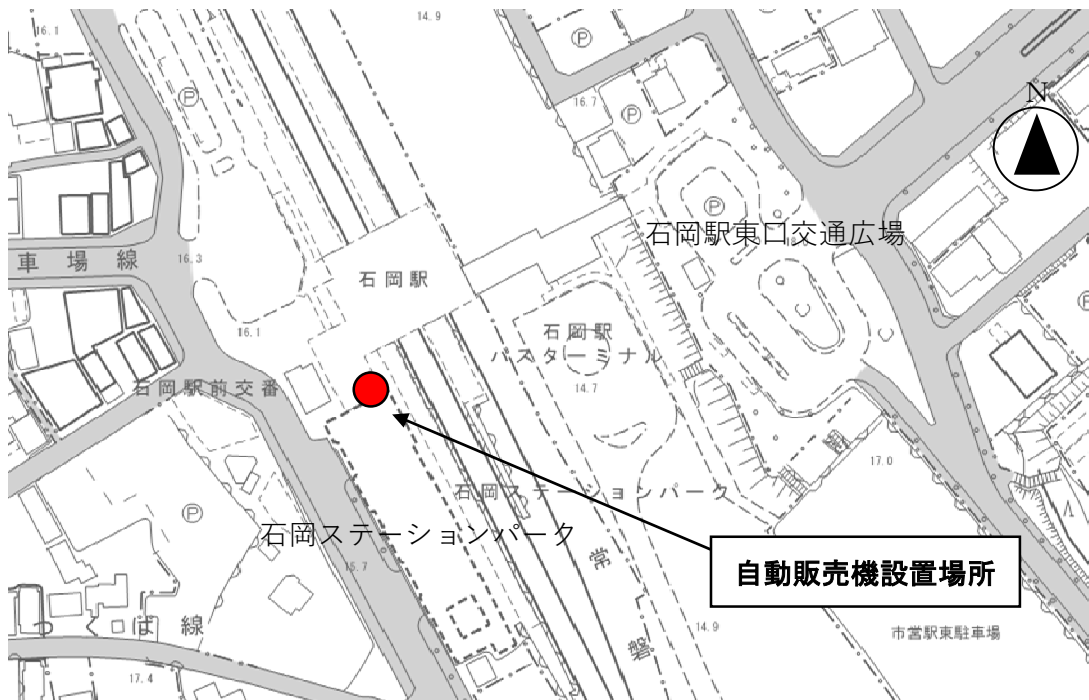 14.9
16.1
Ⓟ
Ⓟ
16.7
Ⓟ
N
Ⓟ
石岡駅東口交通広場
車場線
16.3
石岡駅
16.1
石岡駅
バスターミナル
14.7
石岡駅前交番
17.0
石岡ステーションパーク
Ⓟ
石岡ステーションパーク
常磐
15.7
自動販売機設置場所
14.9
市営駅東駐車場
ば線
17.4